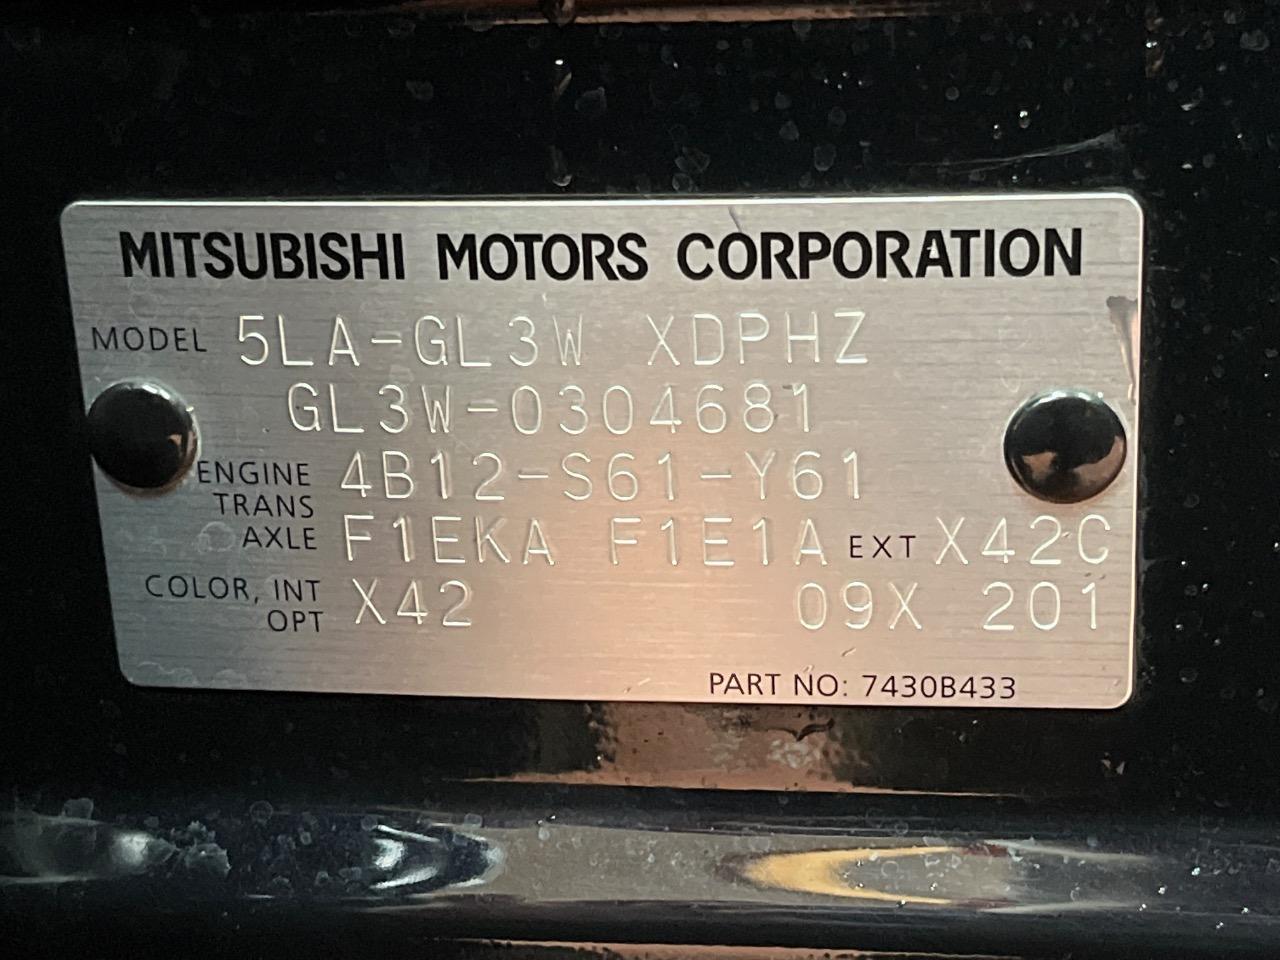 MITSUBISHI MOTORS CORPORATION
MODEL 5LA-GL3W XDPHZ
GL3W-0304681
ENGINE 4B12-S61-Y61
TRANS
AXLE F1EKA F1E1A EXT X42C
COLOR, INT
OPT X42 09X 201
PART NO: 7430B433